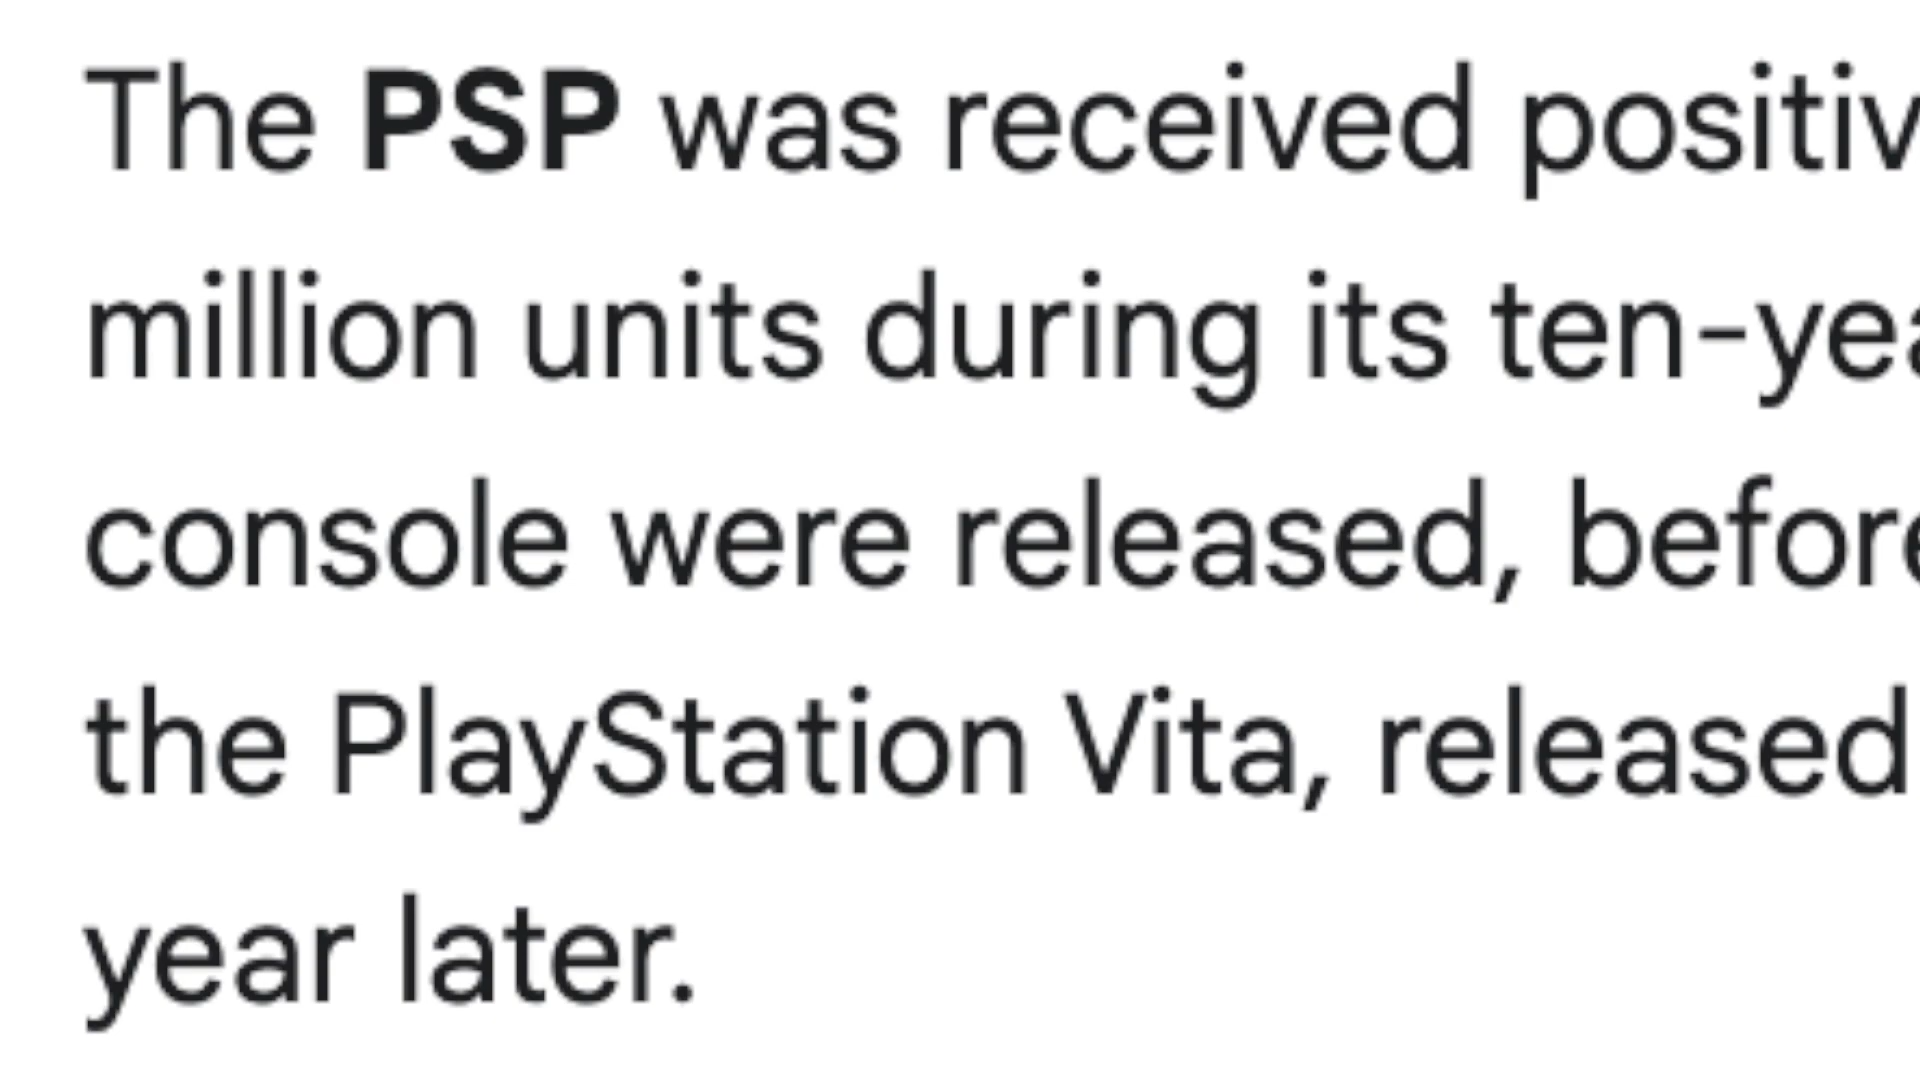 The PSP was received positiv
million units during its ten-yea
console were released, before
the PlayStation Vita, released
year later.